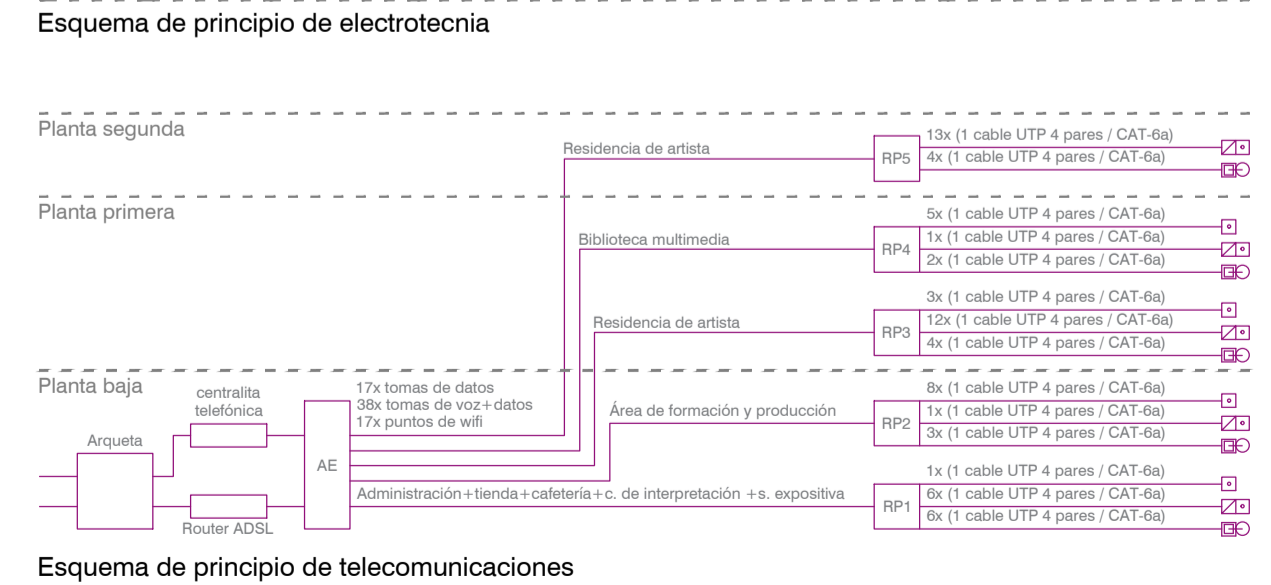 Esquema de principio de electrotecnia
Planta segunda
Residencia de artista
RP5
13x (1 cable UTP 4 pares / CAT-6a)
4x (1 cable UTP 4 pares / CAT-6a)
Planta primera
Biblioteca multimedia
RP4
5x (1 cable UTP 4 pares / CAT-6a)
1x (1 cable UTP 4 pares / CAT-6a)
2x (1 cable UTP 4 pares / CAT-6a)
Residencia de artista
RP3
3x (1 cable UTP 4 pares / CAT-6a)
12x (1 cable UTP 4 pares / CAT-6a)
4x (1 cable UTP 4 pares / CAT-6a)
Planta baja
centralita
telefónica
Arqueta
Router ADSL
AE
17x tomas de datos
38x tomas de voz+datos
17x puntos de wifi
Área de formación y producción
RP2
8x (1 cable UTP 4 pares / CAT-6a)
1x (1 cable UTP 4 pares / CAT-6a)
3x (1 cable UTP 4 pares / CAT-6a)
Administración+tienda+cafetería+c. de interpretación +s. expositiva
RP1
1x (1 cable UTP 4 pares / CAT-6a)
6x (1 cable UTP 4 pares / CAT-6a)
6x (1 cable UTP 4 pares / CAT-6a)
Esquema de principio de telecomunicaciones